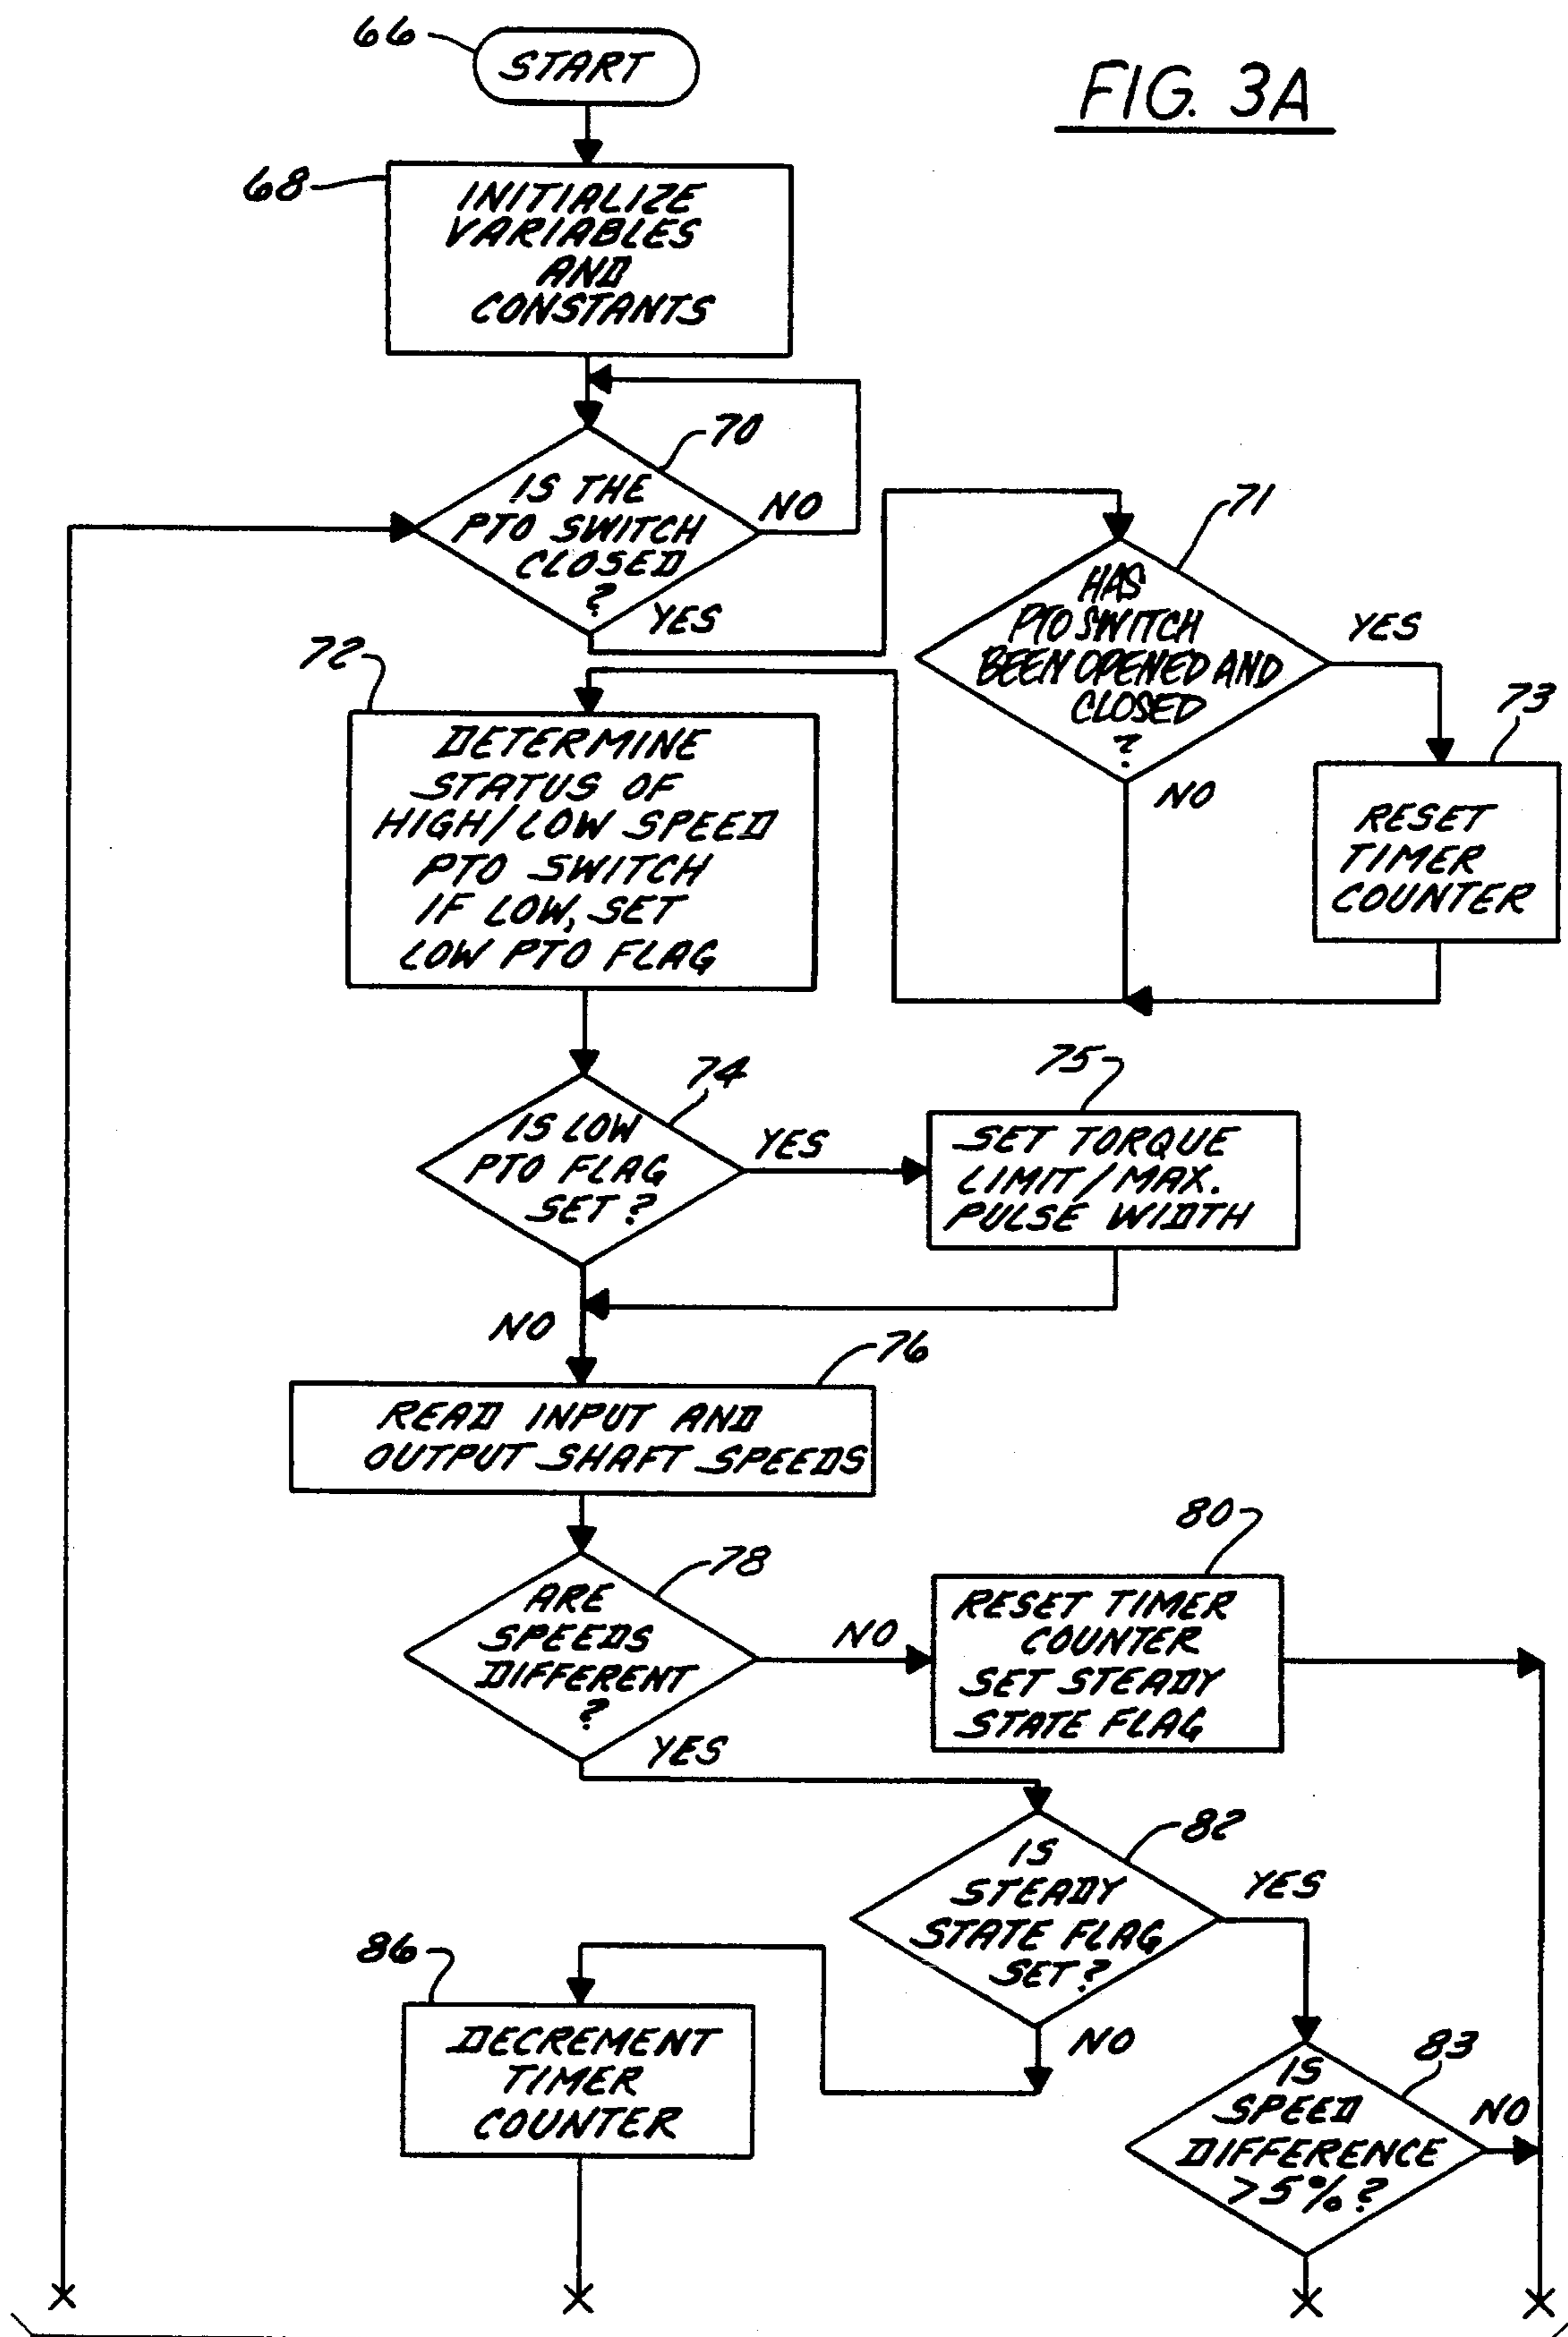 66
START
FIG. 3A
68
INITIALIZE
VARIABLES
AND
CONSTANTS
70
IS THE
PTO SWITCH
CLOSED
?
NO
YES
71
HAS
PTO SWITCH
BEEN OPENED AND
CLOSED
?
YES
NO
73
RESET
TIMER
COUNTER
72
DETERMINE
STATUS OF
HIGH/LOW SPEED
PTO SWITCH
IF LOW, SET
LOW PTO FLAG
74
IS LOW
PTO FLAG
SET?
YES
NO
75
SET TORQUE
LIMIT/MAX.
PULSE WIDTH
76
READ INPUT AND
OUTPUT SHAFT SPEEDS
78
ARE
SPEEDS
DIFFERENT
?
NO
YES
80
RESET TIMER
COUNTER
SET STEADY
STATE FLAG
82
IS
STEADY
STATE FLAG
SET?
YES
NO
86
DECREMENT
TIMER
COUNTER
83
IS
SPEED
DIFFERENCE
>5%?
NO